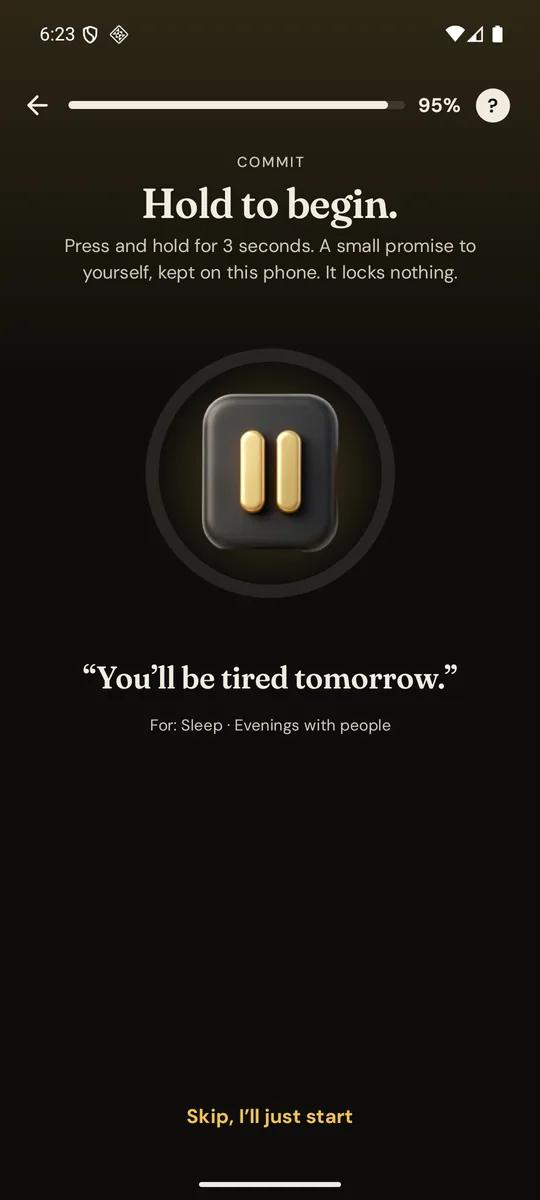 6:23
95%
?
COMMIT
Hold to begin.
Press and hold for 3 seconds. A small promise to
yourself, kept on this phone. It locks nothing.
“You’ll be tired tomorrow.”
For: Sleep · Evenings with people
Skip, I’ll just start